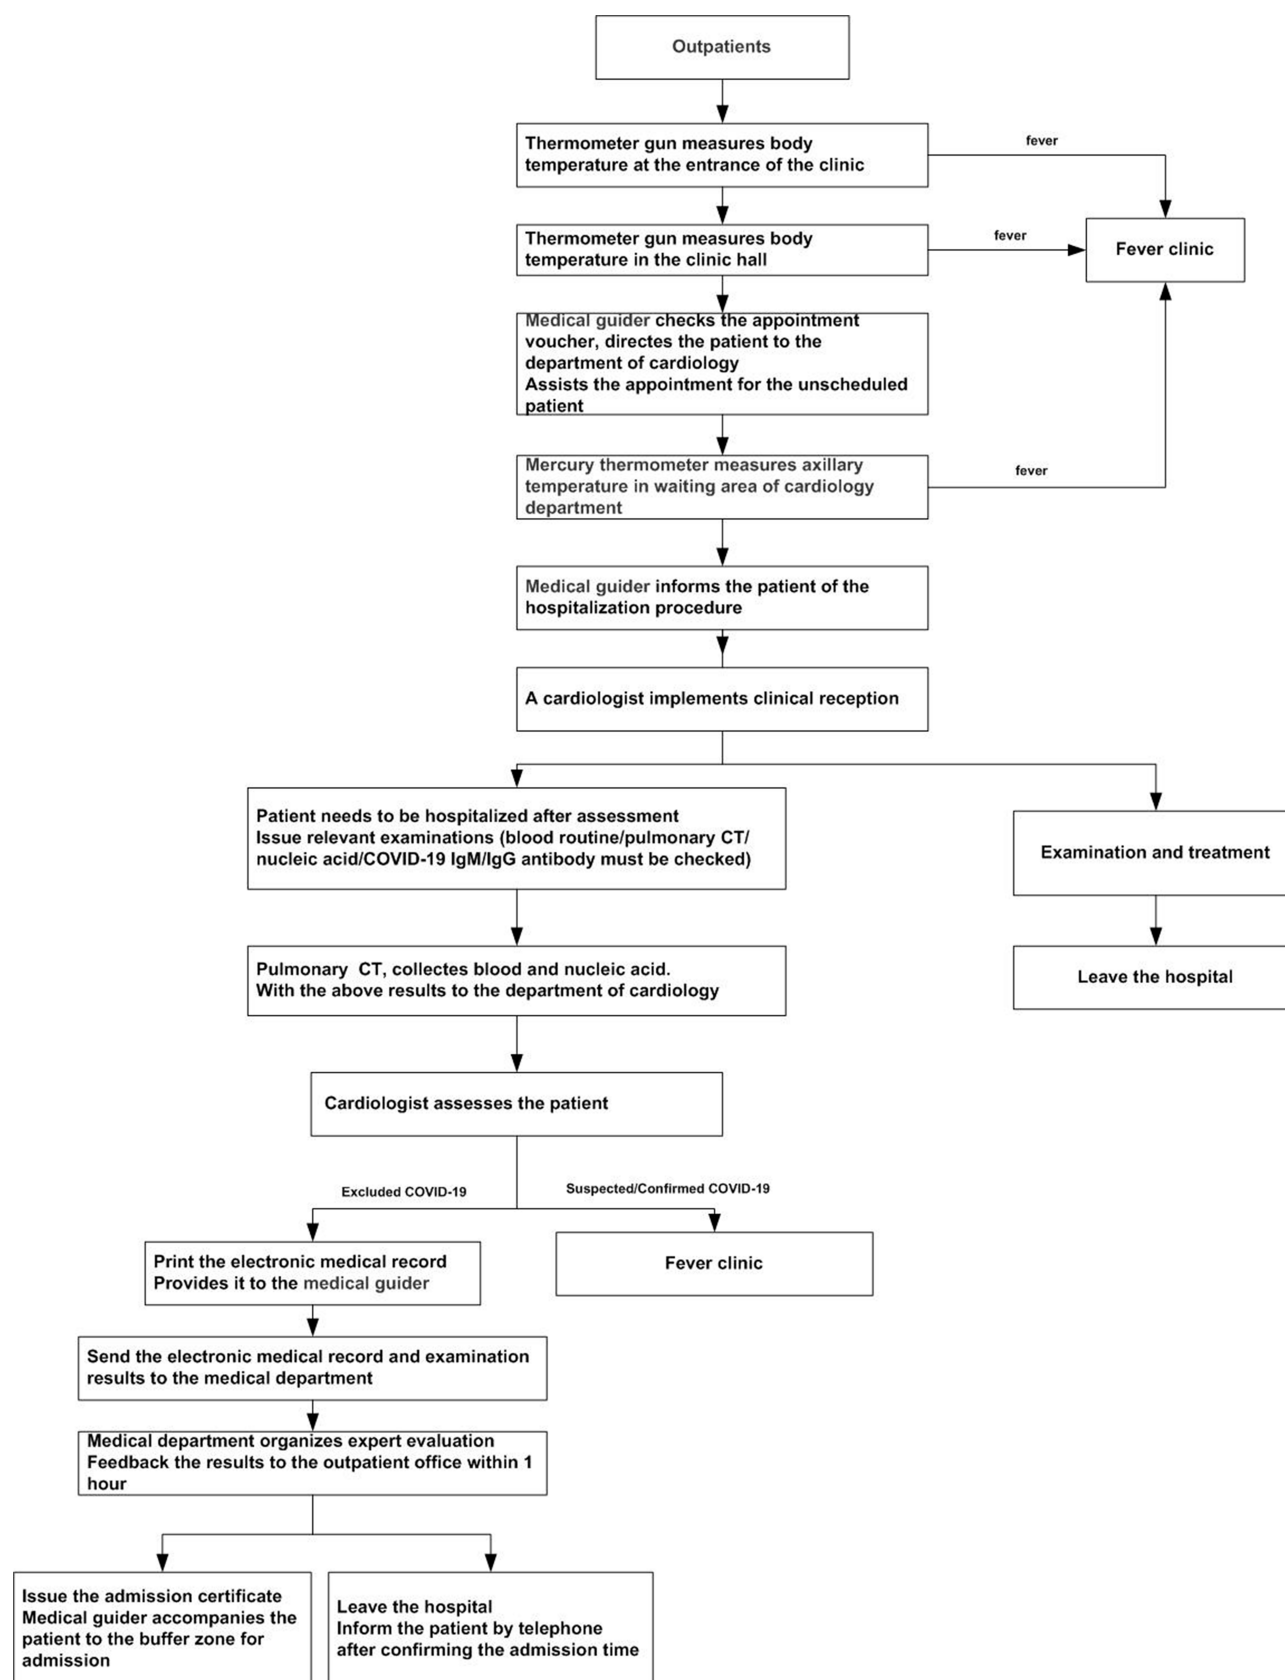 Outpatients
Thermometer gun measures body
temperature at the entrance of the clinic
fever
Thermometer gun measures body
temperature in the clinic hall
fever
Fever clinic
Medical guider checks the appointment
voucher, directes the patient to the
department of cardiology
Assists the appointment for the unscheduled
patient
Mercury thermometer measures axillary
temperature in waiting area of cardiology
department
fever
Medical guider informs the patient of the
hospitalization procedure
A cardiologist implements clinical reception
Patient needs to be hospitalized after assessment
Issue relevant examinations (blood routine/pulmonary CT/
nucleic acid/COVID-19 IgM/IgG antibody must be checked)
Examination and treatment
Pulmonary CT, collectes blood and nucleic acid.
With the above results to the department of cardiology
Leave the hospital
Cardiologist assesses the patient
Excluded COVID-19
Suspected/Confirmed COVID-19
Print the electronic medical record
Provides it to the medical guider
Fever clinic
Send the electronic medical record and examination
results to the medical department
Medical department organizes expert evaluation
Feedback the results to the outpatient office within 1
hour
Issue the admission certificate
Medical guider accompanies the
patient to the buffer zone for
admission
Leave the hospital
Inform the patient by telephone
after confirming the admission time